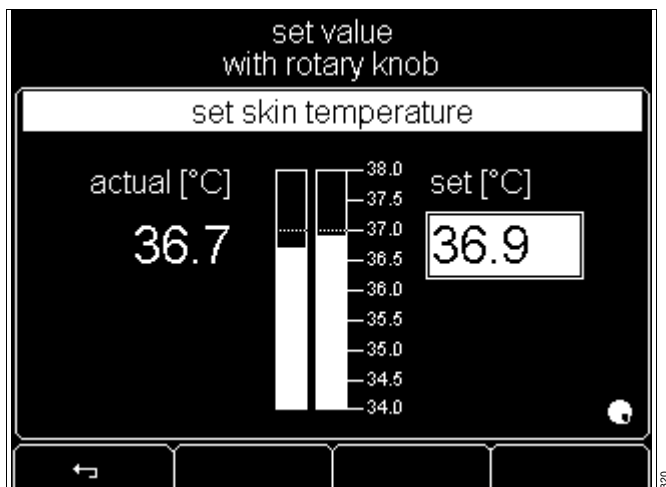 set value
with rotary knob
set skin temperature
actual [°C]
36.7
38.0
37.5
37.0
36.5
36.0
35.5
35.0
34.5
34.0
set [°C]
36.9